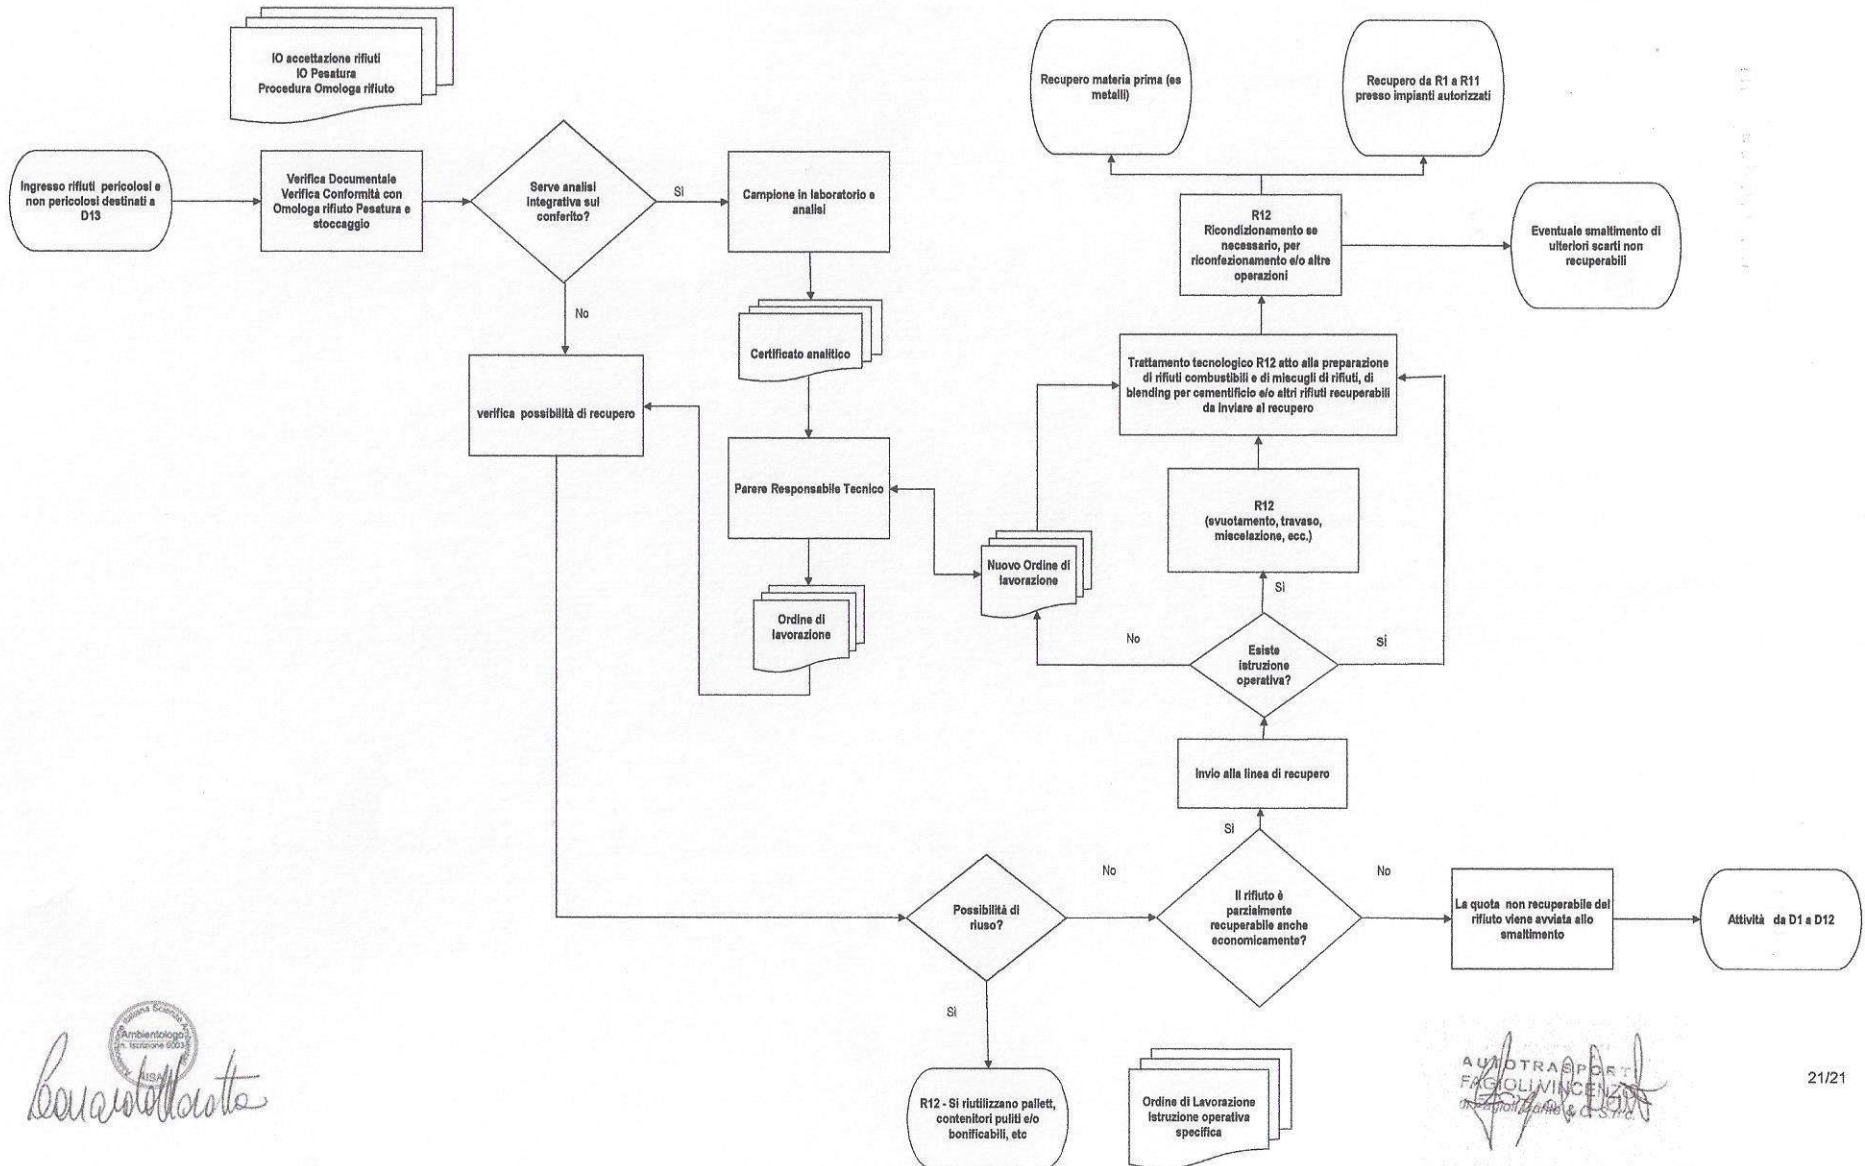 IO accettazione rifiuti
IO Pesatura
Procedura Omologa rifiuto
Ingresso rifiuti pericolosi e
non pericolosi destinati a
D13
Verifica Documentale
Verifica Conformità con
Omologa rifiuto Pesatura e
stoccaggio
Serve analisi
integrativa sul
conferito?
Sì
Campione in laboratorio e
analisi
No
Certificato analitico
verifica possibilità di recupero
Parere Responsabile Tecnico
Ordine di
lavorazione
Recupero materia prima (es
metalli)
Recupero da R1 a R11
presso impianti autorizzati
R12
Ricondizionamento se
necessario, per
riconfezionamento e/o altre
operazioni
Eventuale smaltimento di
ulteriori scarti non
recuperabili
Trattamento tecnologico R12 atto alla preparazione
di rifiuti combustibili e di miscugli di rifiuti, di
blending per cementificio e/o altri rifiuti recuperabili
da inviare al recupero
R12
(svuotamento, travaso,
miscelazione, ecc.)
Nuovo Ordine di
lavorazione
Sì
No
Esiste
istruzione
operativa?
Sì
Invio alla linea di recupero
Sì
Possibilità di
riuso?
No
Il rifiuto è
parzialmente
recuperabile anche
economicamente?
No
La quota non recuperabile del
rifiuto viene avviata allo
smaltimento
Attività da D1 a D12
Sì
R12 - Si riutilizzano pallett,
contenitori puliti e/o
bonificabili, etc
Ordine di Lavorazione
Istruzione operativa
specifica
Ambientologo
AISA
AUTOTRASPORTI
FAGIOLI VINCENZO
21/21